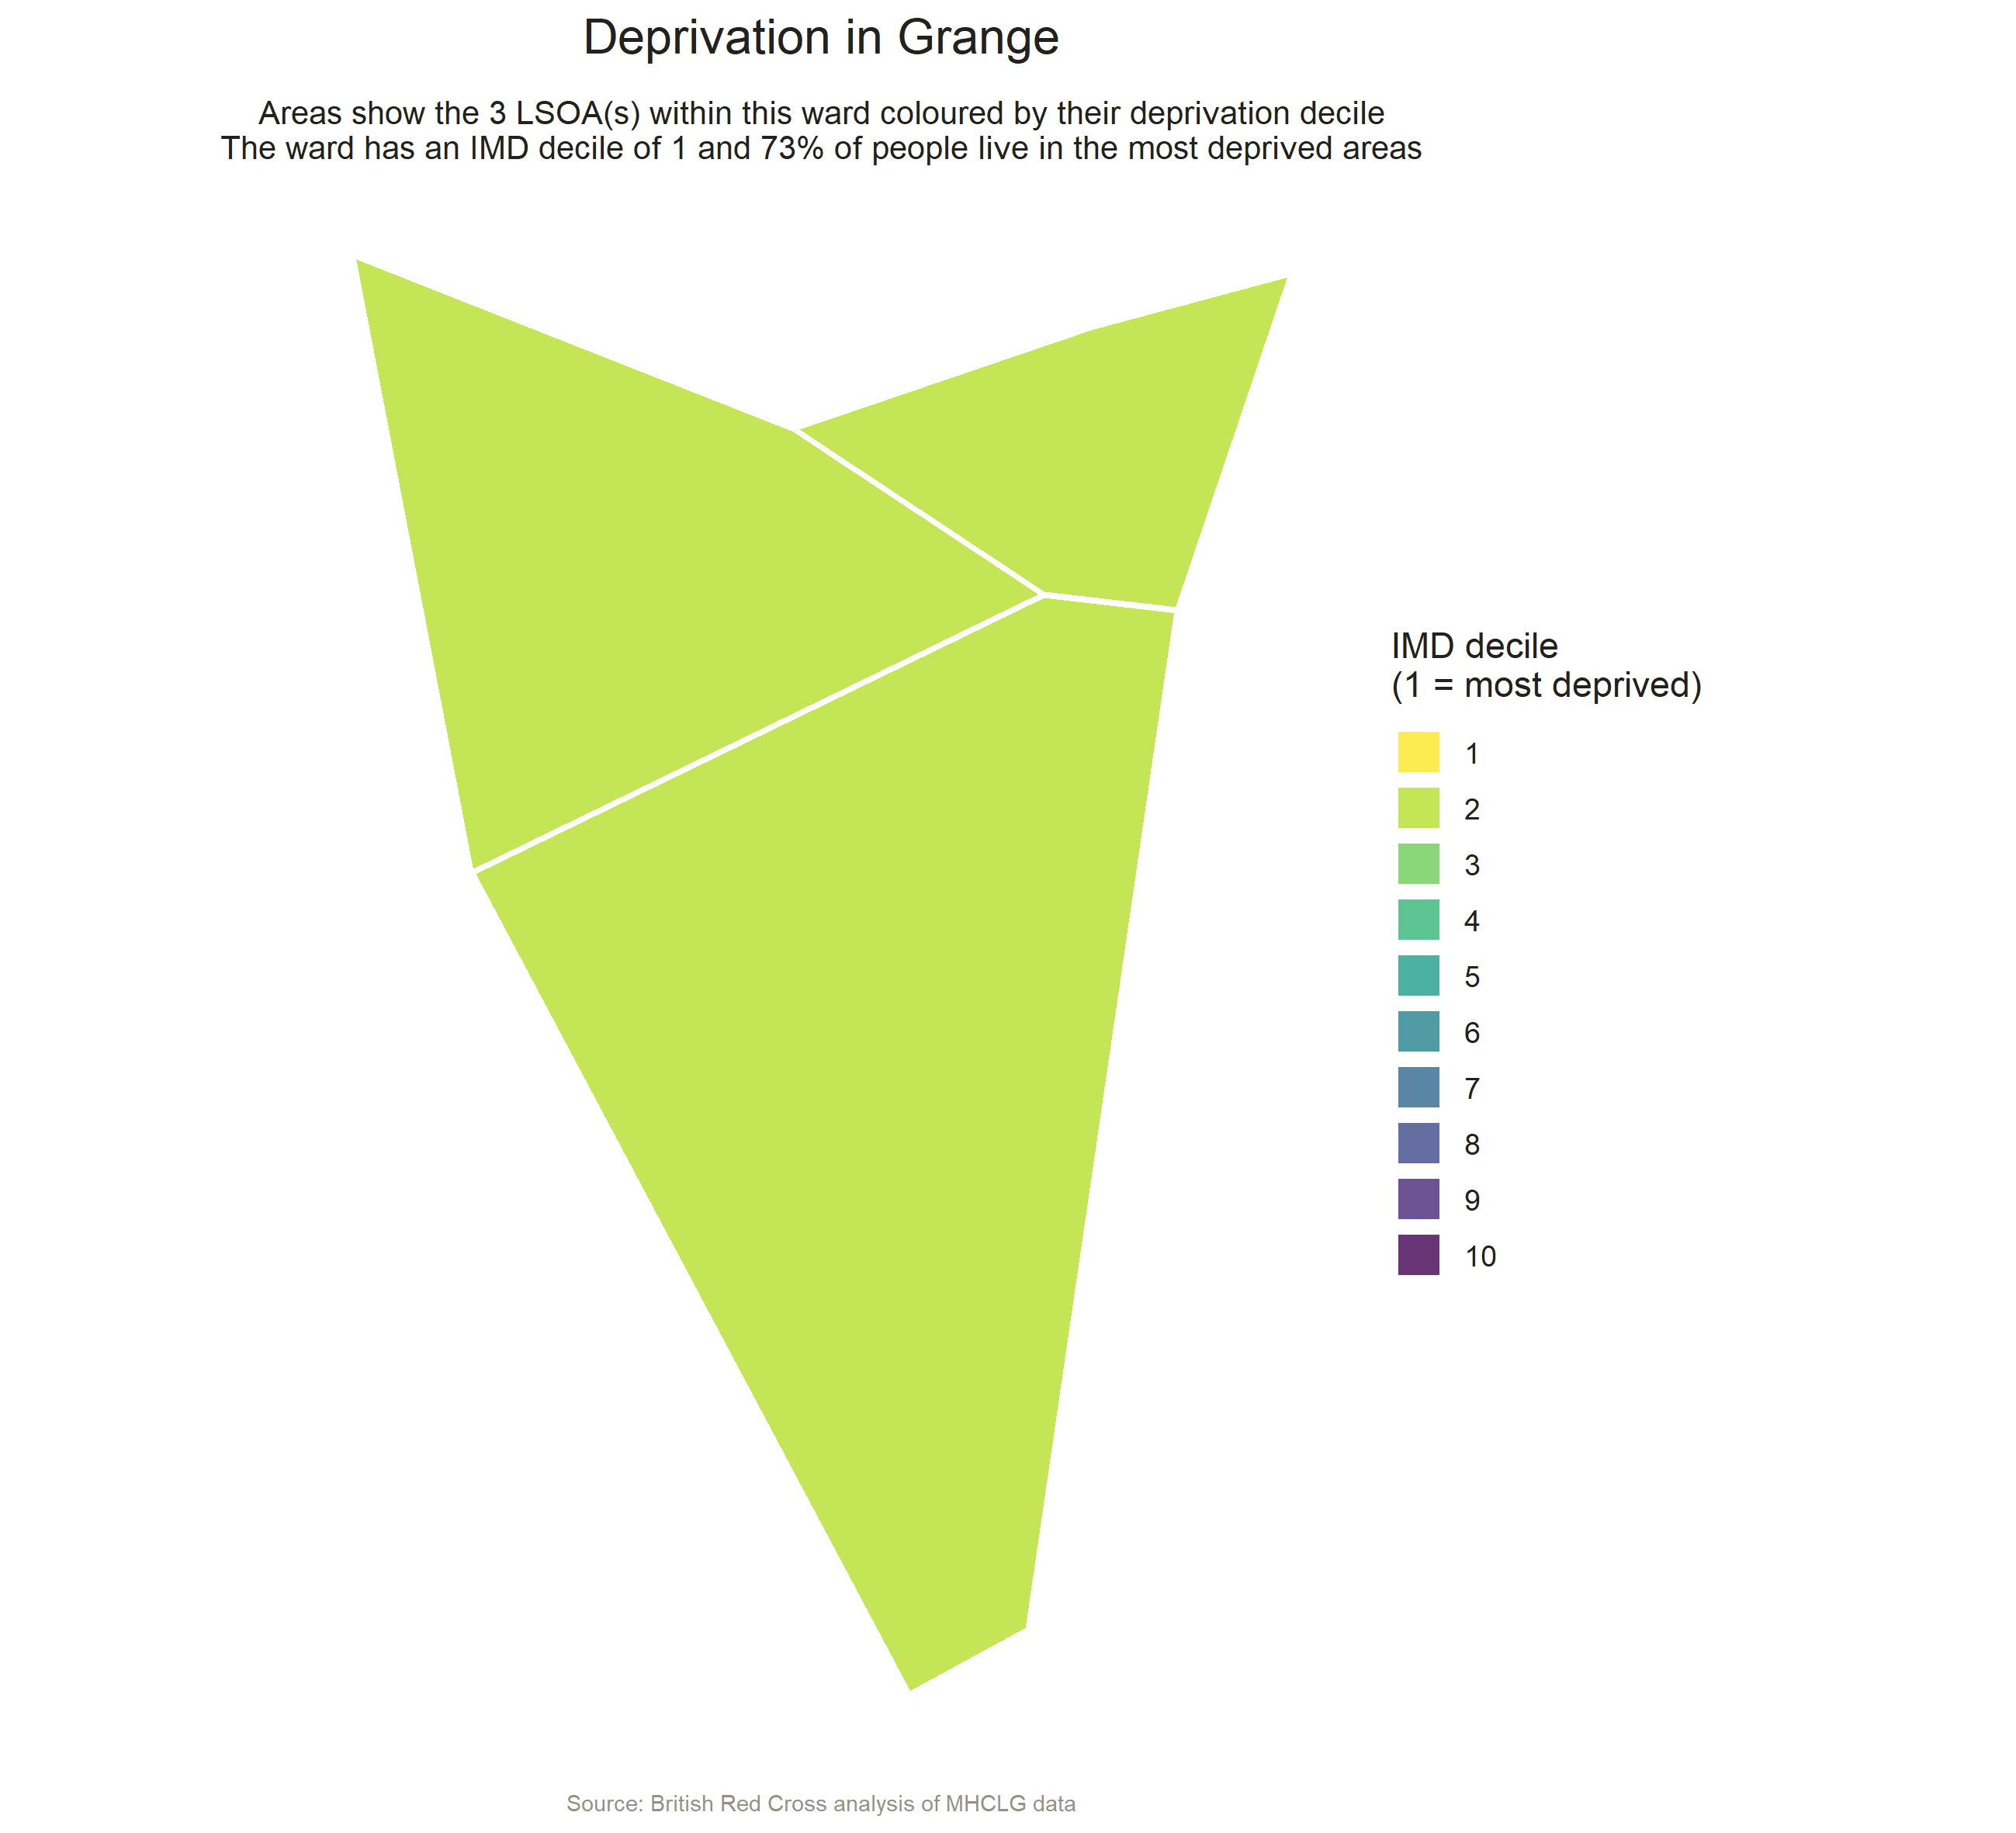 Deprivation in Grange
Areas show the 3 LSOA(s) within this ward coloured by their deprivation decile
The ward has an IMD decile of 1 and 73% of people live in the most deprived areas
IMD decile
(1 = most deprived)
1
2
3
4
5
6
7
8
9
10
Source: British Red Cross analysis of MHCLG data